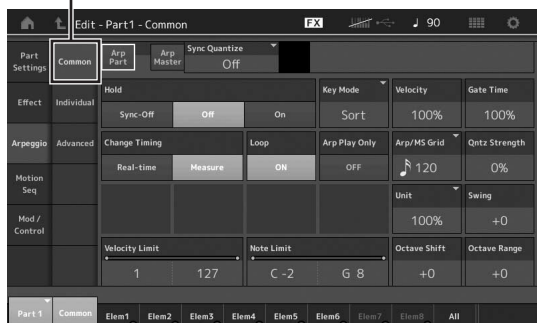 Edit - Part1 - Common
FX
♩ 90
Part Settings
Common
Arp Part
Arp Master
Sync Quantize
Off
Effect
Individual
Hold
Sync-Off
Off
On
Key Mode
Sort
Velocity
100%
Gate Time
100%
Arpeggio
Advanced
Change Timing
Real-time
Measure
Loop
ON
Arp Play Only
OFF
Arp/MS Grid
120
Qntz Strength
0%
Motion Seq
Unit
100%
Swing
+0
Mod / Control
Velocity Limit
1
127
Note Limit
C -2
G 8
Octave Shift
+0
Octave Range
+0
Part 1
Common
Elem1
Elem2
Elem3
Elem4
Elem5
Elem6
Elem7
Elem8
All